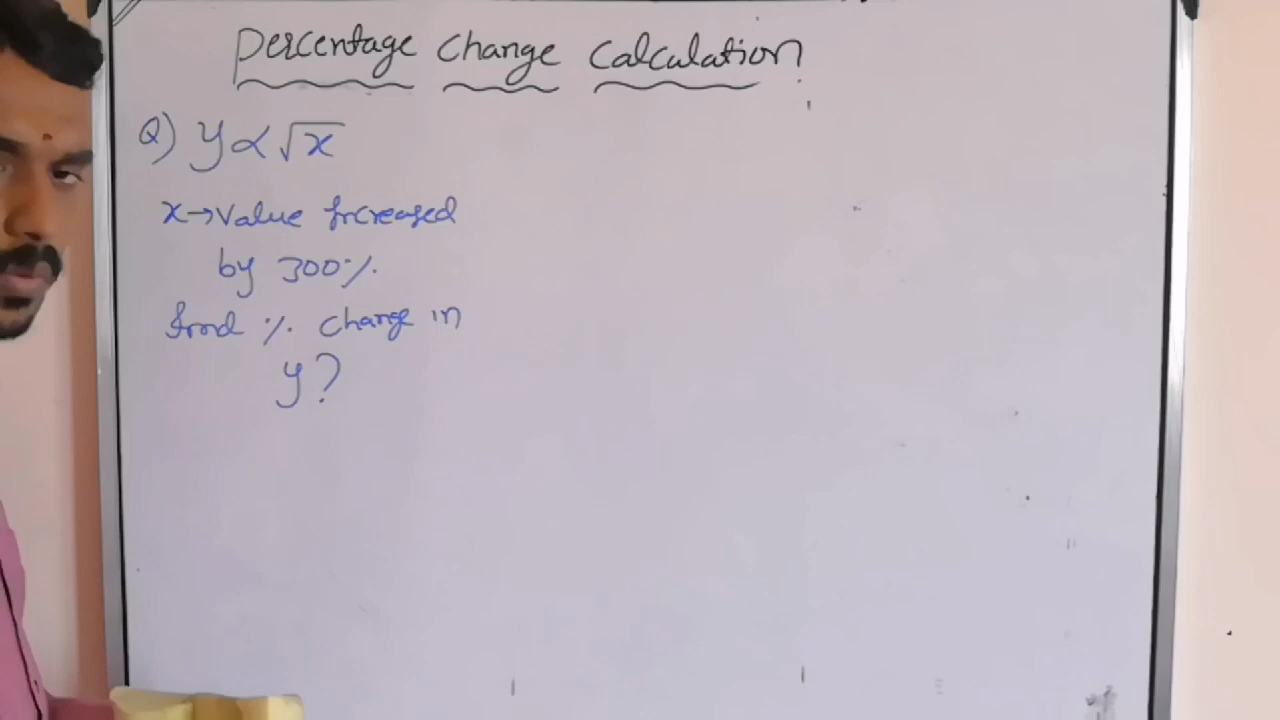 Percentage Change Calculation
Q) y ∝ √x
x → Value Increased
by 300%.
find % change in
y?